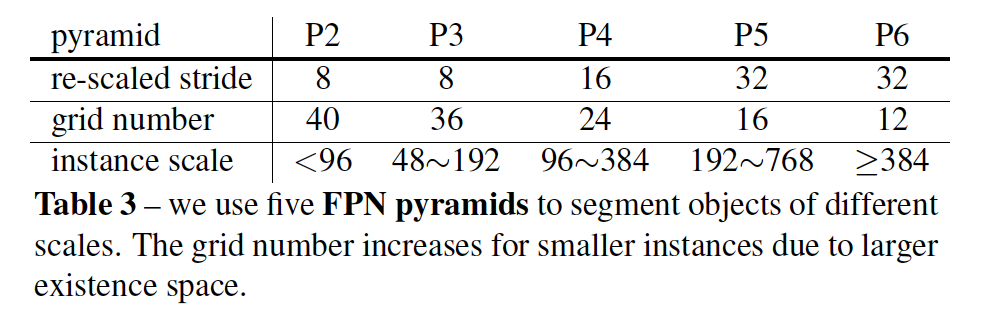 pyramid P2 P3 P4 P5 P6
re-scaled stride 8 8 16 32 32
grid number 40 36 24 16 12
instance scale <96 48∼192 96∼384 192∼768 ≥384
Table 3 – we use five FPN pyramids to segment objects of different
scales. The grid number increases for smaller instances due to larger
existence space.